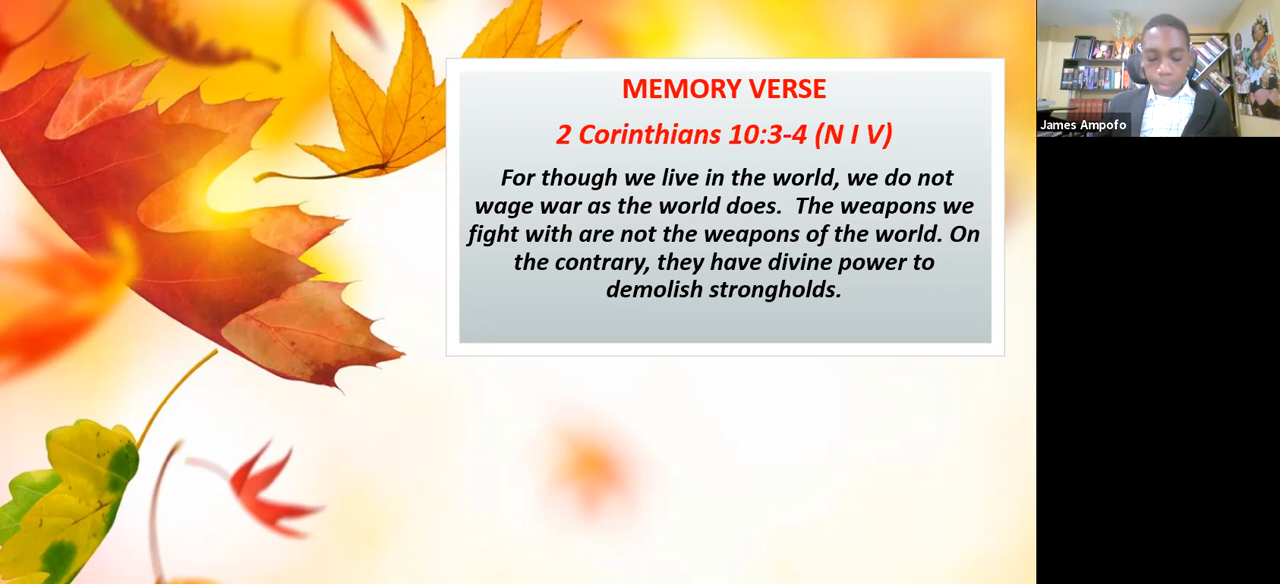 MEMORY VERSE
2 Corinthians 10:3-4 (N I V)
For though we live in the world, we do not
wage war as the world does.  The weapons we
fight with are not the weapons of the world. On
the contrary, they have divine power to
demolish strongholds.
James Ampofo